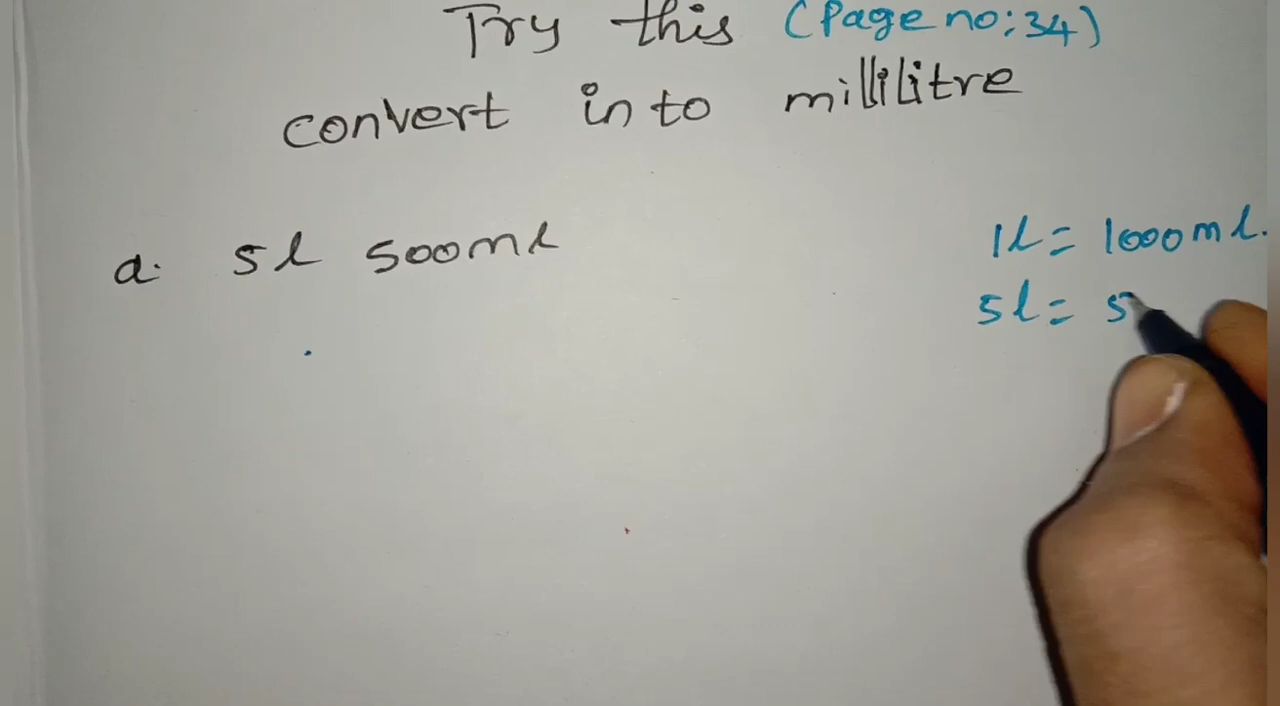 Try this (Page no:34)
convert into millilitre
a. 5l 500ml
1l = 1000ml.
5l = 5